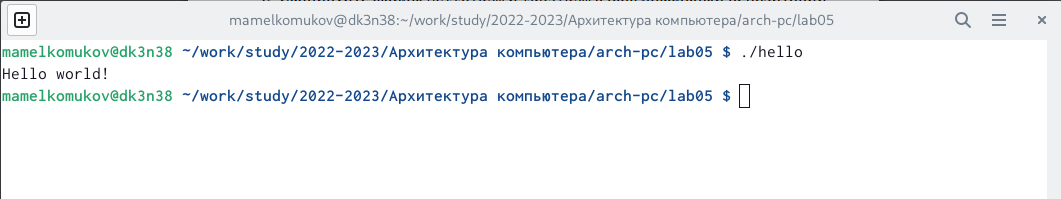 mamelkomukov@dk3n38:~/work/study/2022-2023/Архитектура компьютера/arch-pc/lab05
mamelkomukov@dk3n38 ~/work/study/2022-2023/Архитектура компьютера/arch-pc/lab05 $ ./hello
Hello world!
mamelkomukov@dk3n38 ~/work/study/2022-2023/Архитектура компьютера/arch-pc/lab05 $